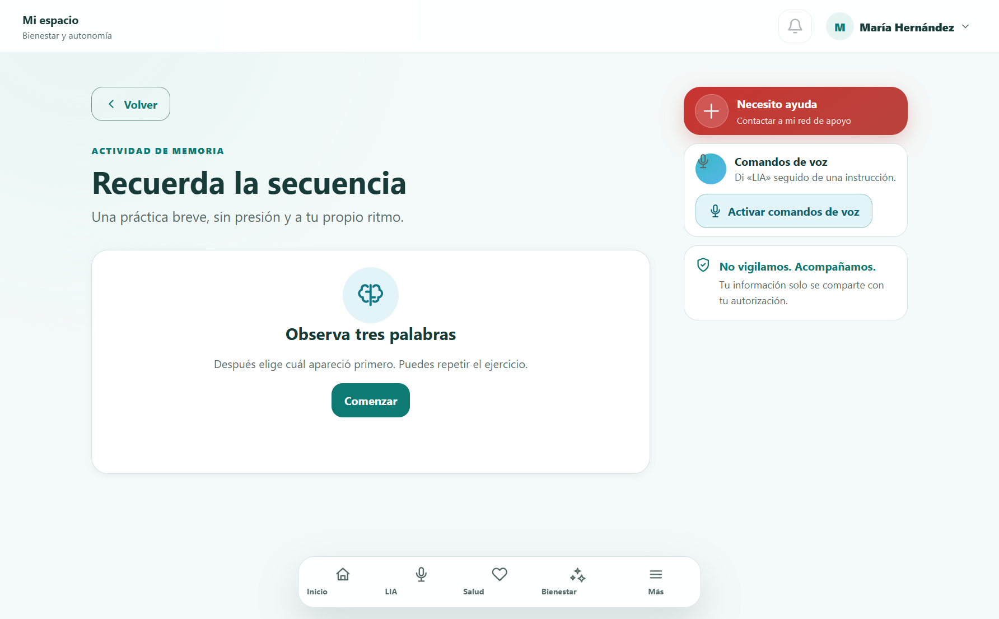 Mi espacio
Bienestar y autonomía
M
María Hernández
Volver
ACTIVIDAD DE MEMORIA
Recuerda la secuencia
Una práctica breve, sin presión y a tu propio ritmo.
Observa tres palabras
Después elige cuál apareció primero. Puedes repetir el ejercicio.
Comenzar
Necesito ayuda
Contactar a mi red de apoyo
Comandos de voz
Di «LIA» seguido de una instrucción.
Activar comandos de voz
No vigilamos. Acompañamos.
Tu información solo se comparte con
tu autorización.
Inicio
LIA
Salud
Bienestar
Más